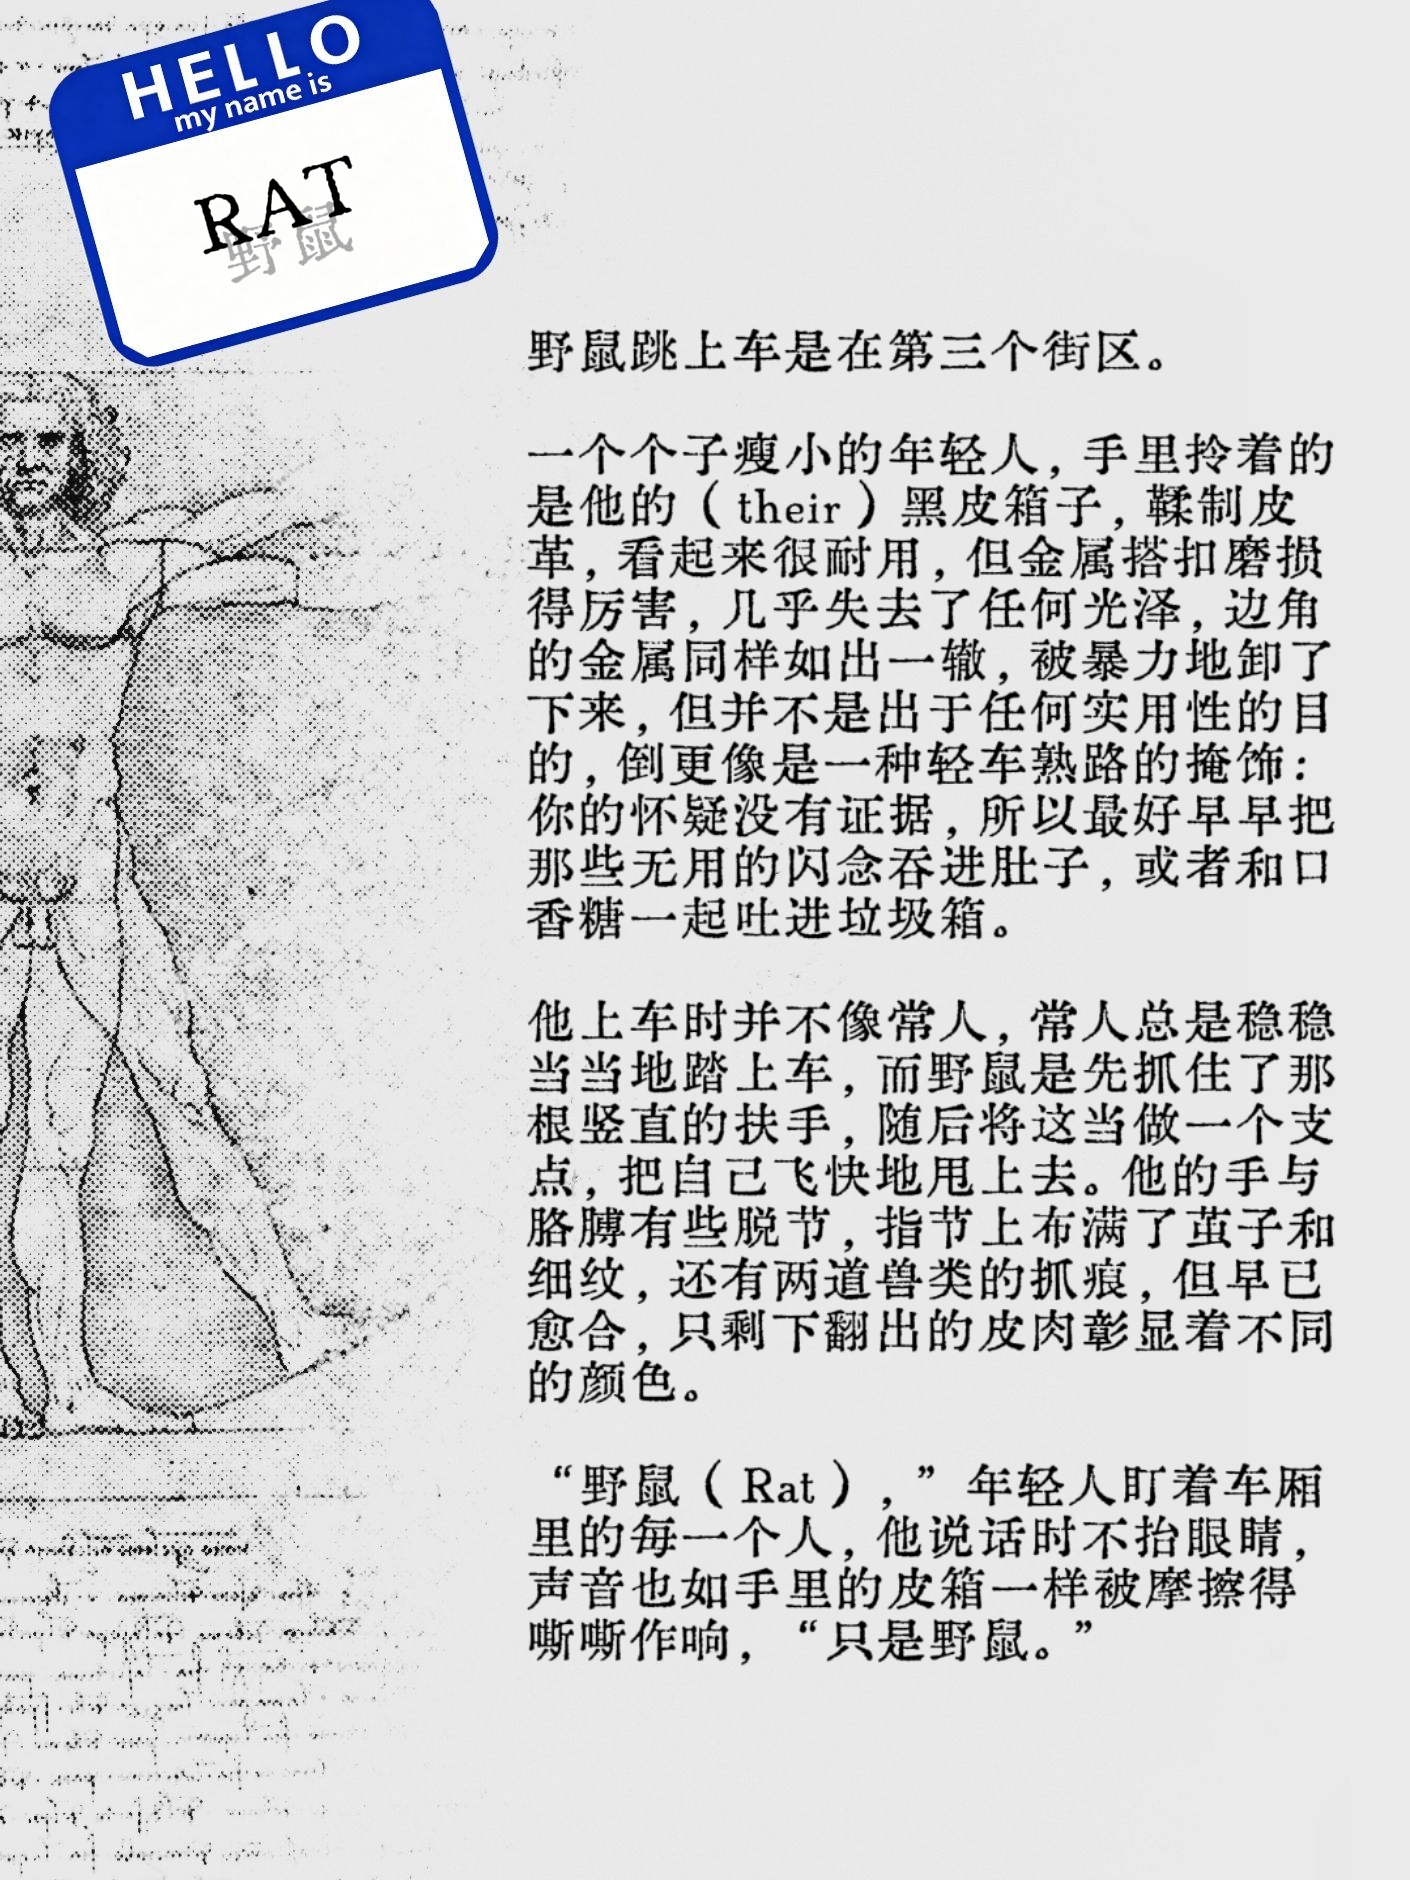 HELLO
my name is
RAT
野鼠
野鼠跳上车是在第三个街区。
一个个子瘦小的年轻人，手里拎着的
是他的（their）黑皮箱子，鞣制皮
革，看起来很耐用，但金属搭扣磨损
得厉害，几乎失去了任何光泽，边角
的金属同样如出一辙，被暴力地卸了
下来，但并不是出于任何实用性的目
的，倒更像是一种轻车熟路的掩饰：
你的怀疑没有证据，所以最好早早把
那些无用的闪念吞进肚子，或者和口
香糖一起吐进垃圾箱。
他上车时并不像常人，常人总是稳稳
当当地踏上车，而野鼠是先抓住了那
根竖直的扶手，随后将这当做一个支
点，把自己飞快地甩上去。他的手与
胳膊有些脱节，指节上布满了茧子和
细纹，还有两道兽类的抓痕，但早已
愈合，只剩下翻出的皮肉彰显着不同
的颜色。
“野鼠（Rat），”年轻人盯着车厢
里的每一个人，他说话时不抬眼睛，
声音也如手里的皮箱一样被摩擦得
嘶嘶作响，“只是野鼠。”